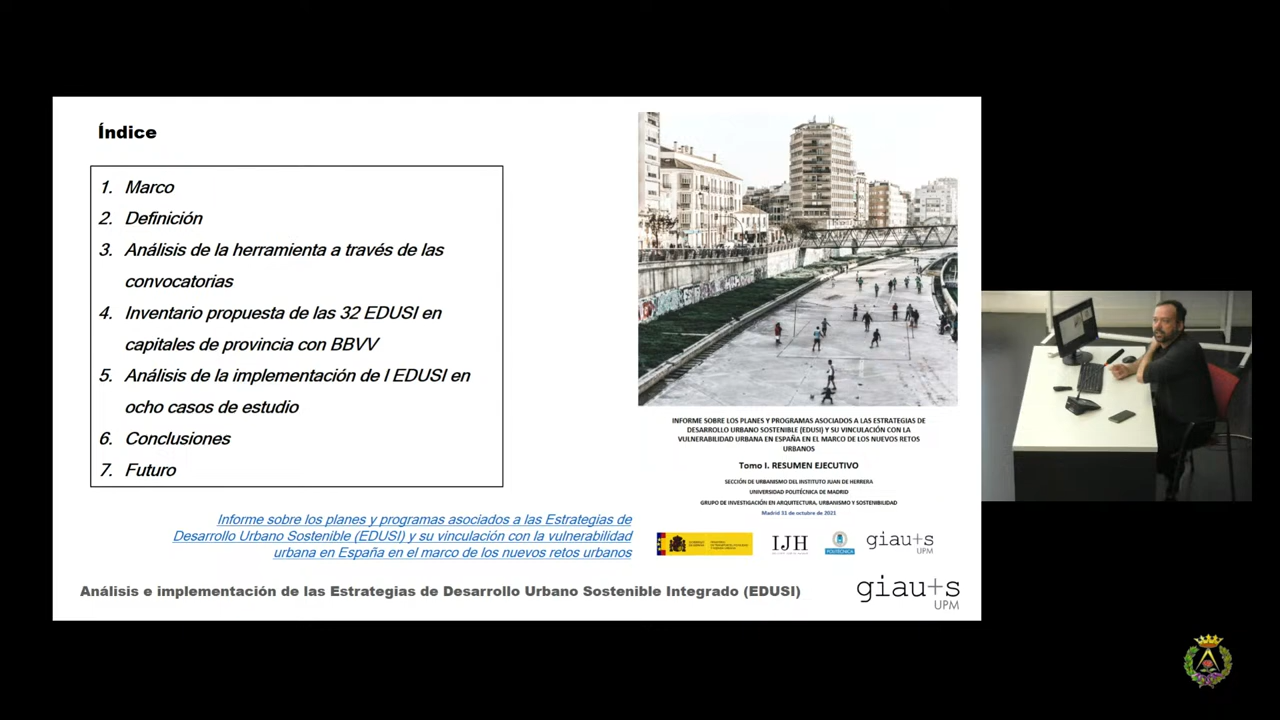 Índice
1. Marco
2. Definición
3. Análisis de la herramienta a través de las
convocatorias
4. Inventario propuesta de las 32 EDUSI en
capitales de provincia con BBVV
5. Análisis de la implementación de l EDUSI en
ocho casos de estudio
6. Conclusiones
7. Futuro
Informe sobre los planes y programas asociados a las Estrategias de
Desarrollo Urbano Sostenible (EDUSI) y su vinculación con la vulnerabilidad
urbana en España en el marco de los nuevos retos urbanos
INFORME SOBRE LOS PLANES Y PROGRAMAS ASOCIADOS A LAS ESTRATEGIAS DE
DESARROLLO URBANO SOSTENIBLE (EDUSI) Y SU VINCULACIÓN CON LA
VULNERABILIDAD URBANA EN ESPAÑA EN EL MARCO DE LOS NUEVOS RETOS
URBANOS
Tomo I. RESUMEN EJECUTIVO
SECCIÓN DE URBANISMO DEL INSTITUTO JUAN DE HERRERA
UNIVERSIDAD POLITÉCNICA DE MADRID
GRUPO DE INVESTIGACIÓN EN ARQUITECTURA, URBANISMO Y SOSTENIBILIDAD
Madrid 31 de octubre de 2021
IJH
POLITÉCNICA
giau+s
UPM
Análisis e implementación de las Estrategias de Desarrollo Urbano Sostenible Integrado (EDUSI)
giau+s
UPM